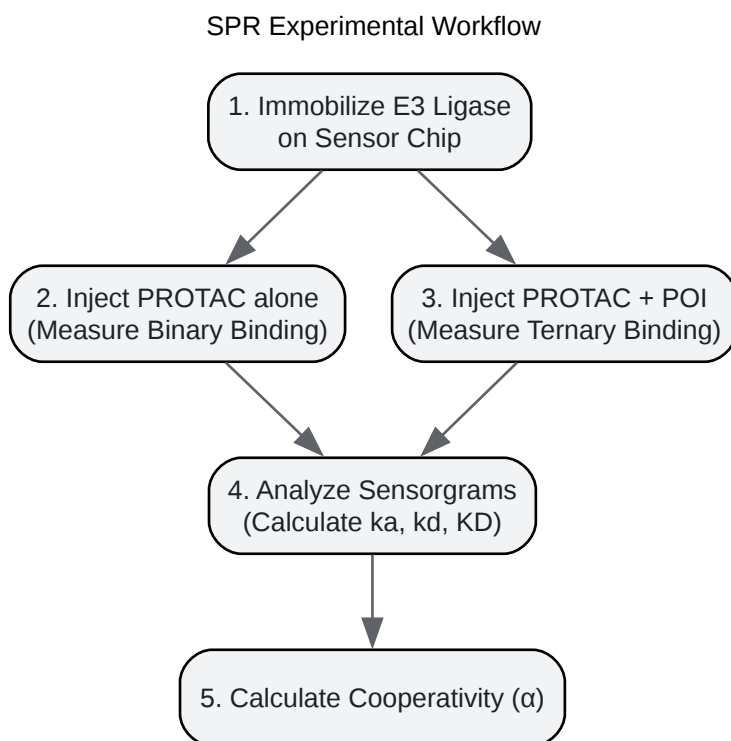 SPR Experimental Workflow
1. Immobilize E3 Ligase
on Sensor Chip
2. Inject PROTAC alone
(Measure Binary Binding)
3. Inject PROTAC + POI
(Measure Ternary Binding)
4. Analyze Sensorgrams
(Calculate ka, kd, KD)
5. Calculate Cooperativity (α)